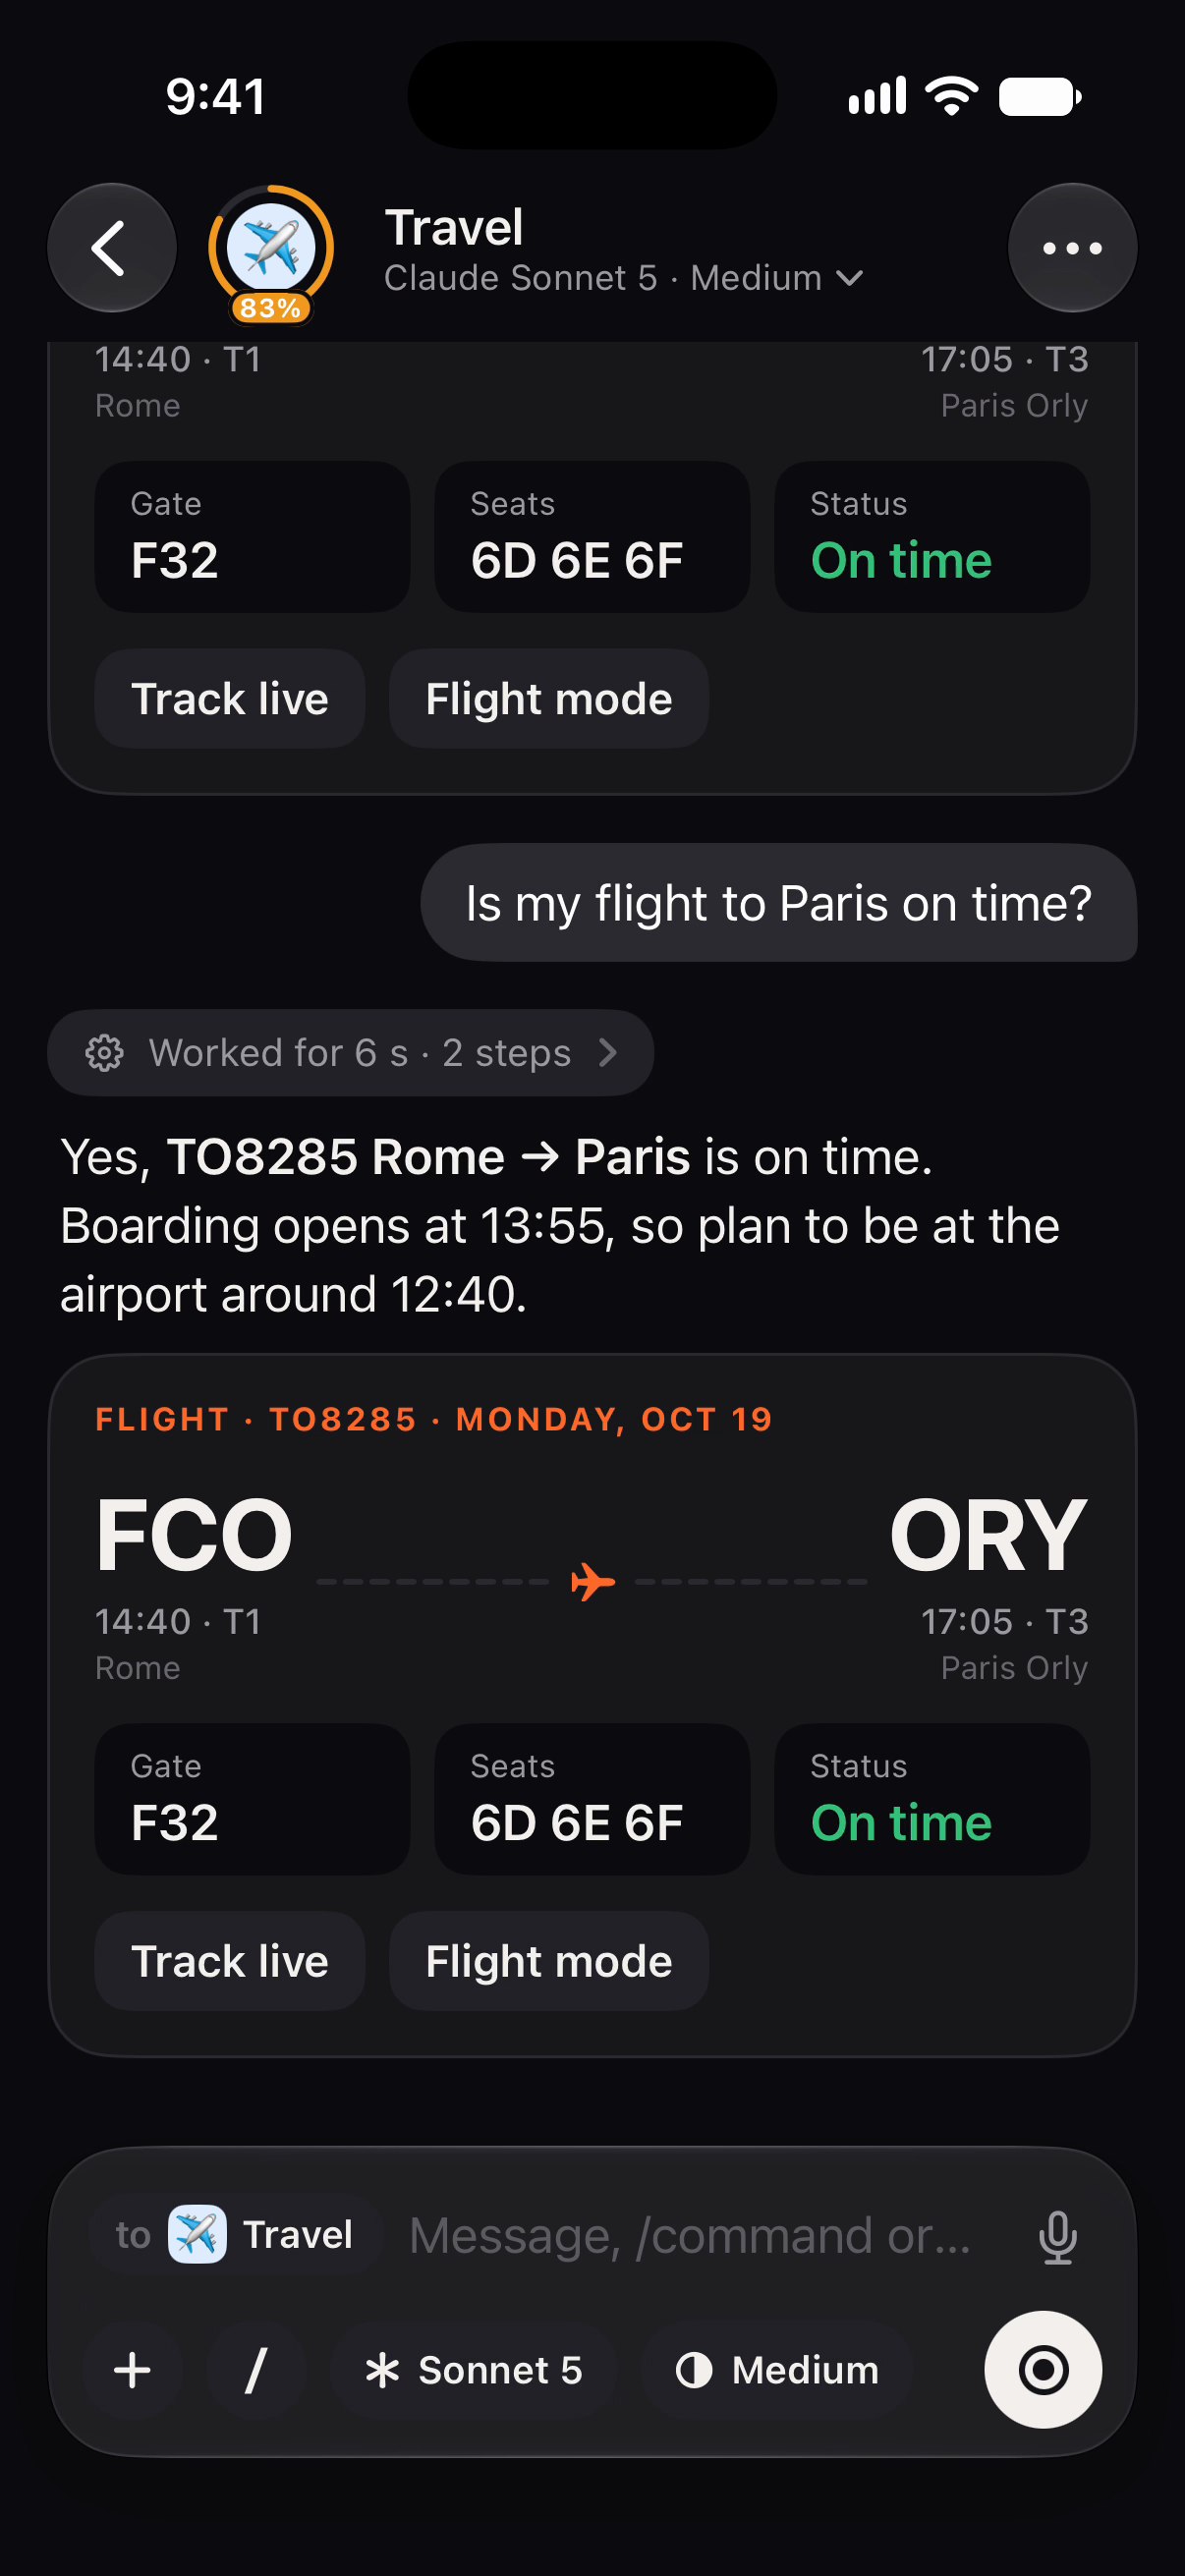 9:41
Travel
Claude Sonnet 5 · Medium
83%
14:40 · T1
17:05 · T3
Rome
Paris Orly
Gate
Seats
Status
F32
6D 6E 6F
On time
Track live
Flight mode
Is my flight to Paris on time?
Worked for 6 s · 2 steps
Yes, TO8285 Rome → Paris is on time.
Boarding opens at 13:55, so plan to be at the
airport around 12:40.
FLIGHT · TO8285 · MONDAY, OCT 19
FCO
ORY
14:40 · T1
17:05 · T3
Rome
Paris Orly
Gate
Seats
Status
F32
6D 6E 6F
On time
Track live
Flight mode
to Travel Message, /command or...
/ Sonnet 5 Medium